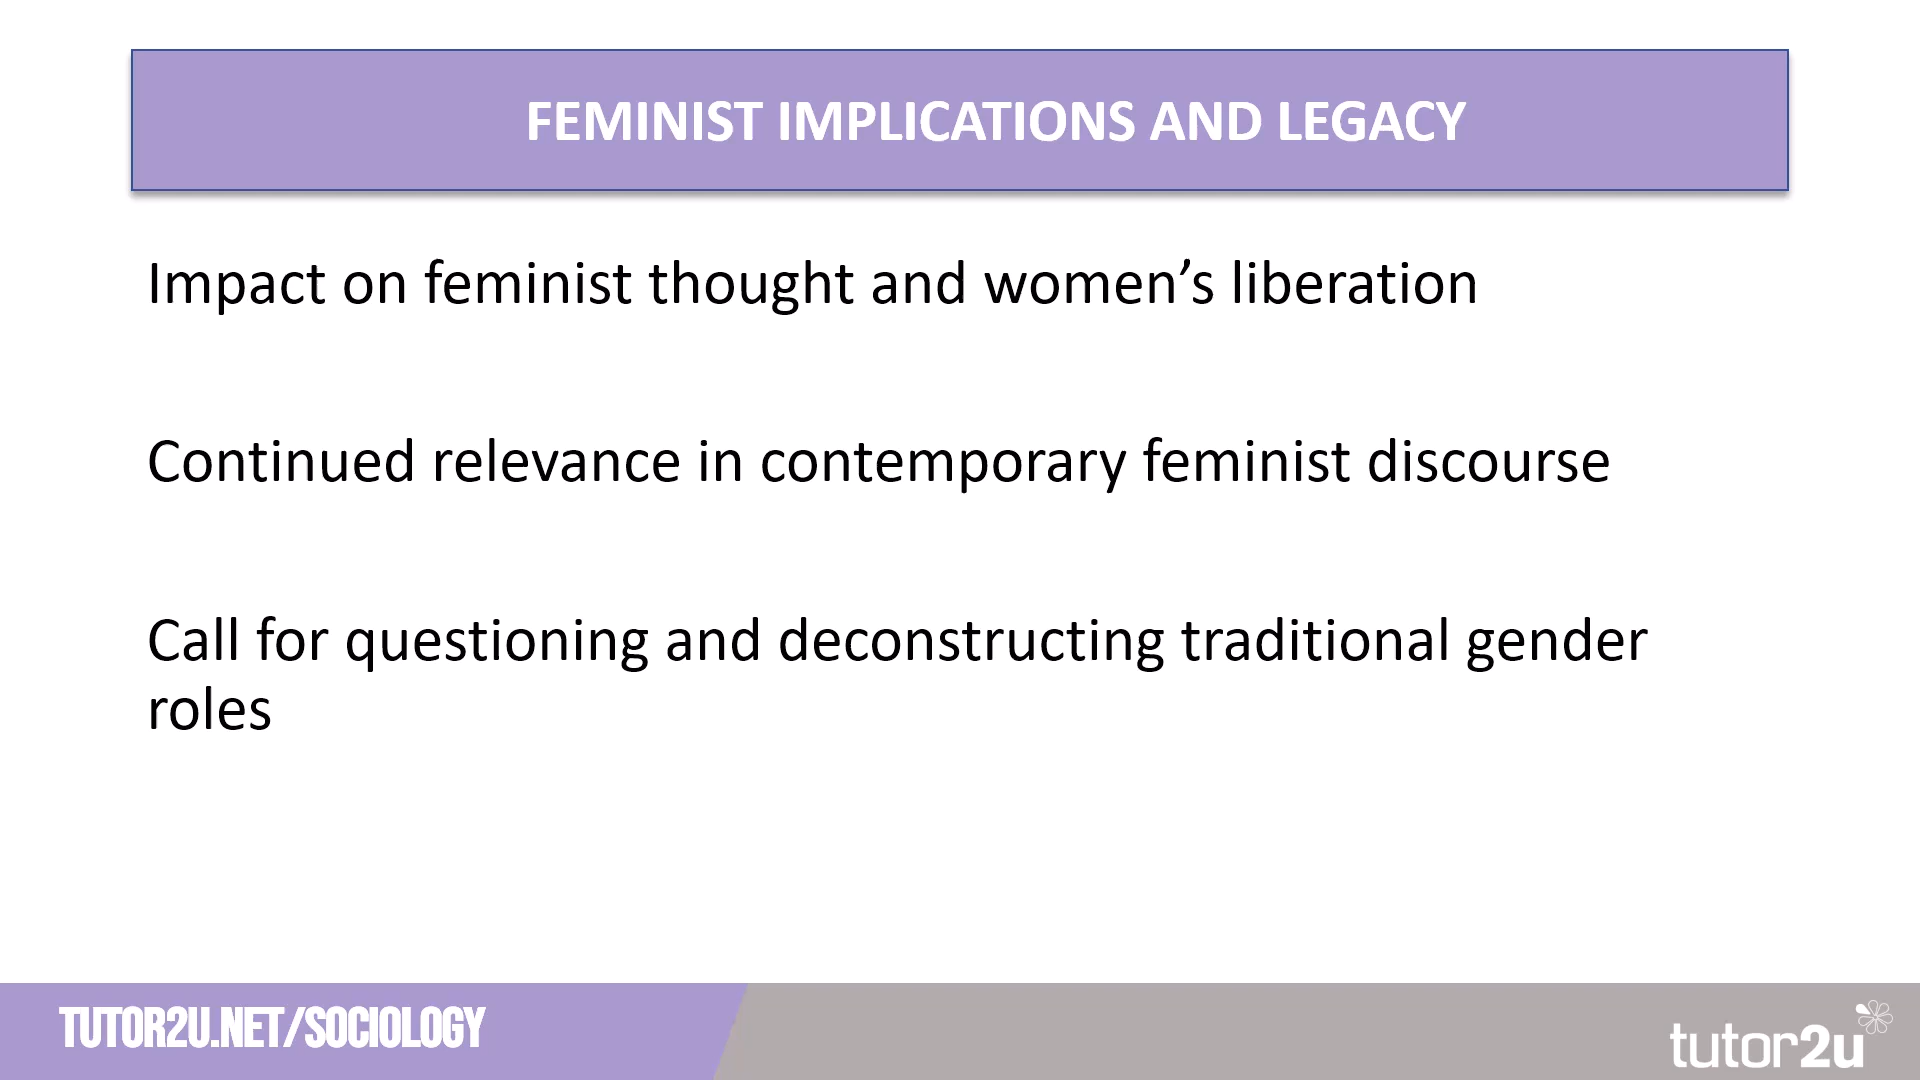 FEMINIST IMPLICATIONS AND LEGACY
Impact on feminist thought and women’s liberation
Continued relevance in contemporary feminist discourse
Call for questioning and deconstructing traditional gender
roles
TUTOR2U.NET/SOCIOLOGY
tutor2u